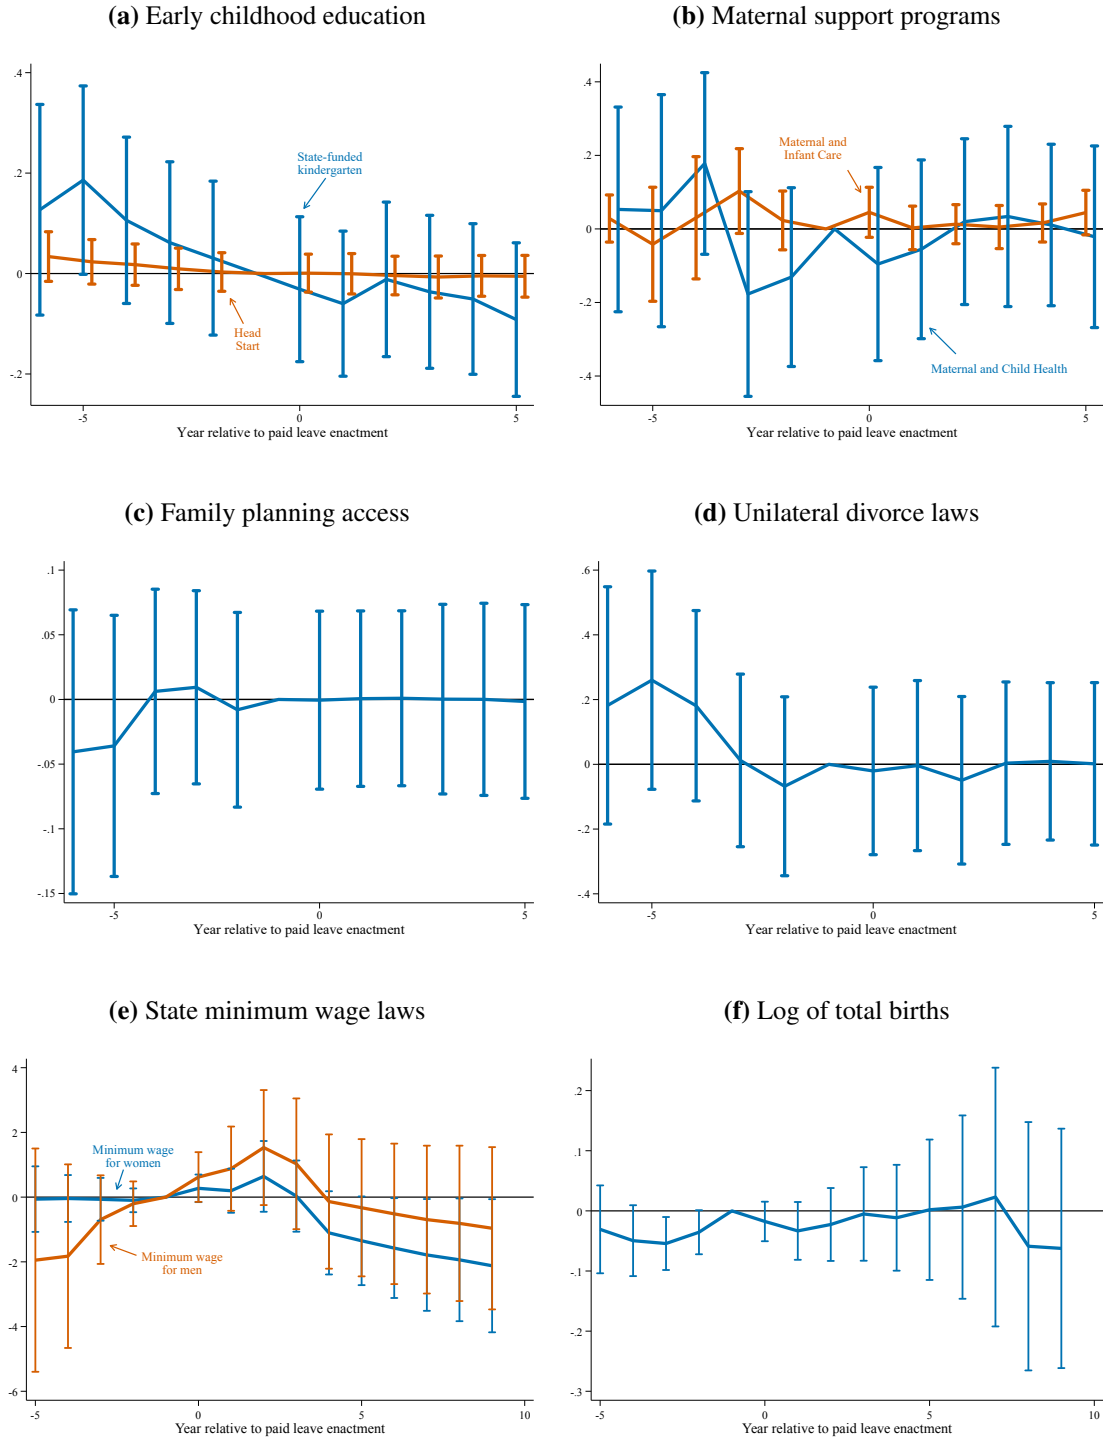 (a) Early childhood education
.4
.2
0
-.2
State-funded
kindergarten
Head
Start
-5
0
5
Year relative to paid leave enactment
(b) Maternal support programs
.4
.2
0
-.2
-.4
Maternal and
Infant Care
Maternal and Child Health
-5
0
5
Year relative to paid leave enactment
(c) Family planning access
.1
.05
0
-.05
-.1
-.15
-5
0
5
Year relative to paid leave enactment
(d) Unilateral divorce laws
.6
.4
.2
0
-.2
-.4
-5
0
5
Year relative to paid leave enactment
(e) State minimum wage laws
4
2
0
-2
-4
-6
Minimum wage
for women
Minimum wage
for men
-5
0
5
10
Year relative to paid leave enactment
(f) Log of total births
.2
.1
0
-.1
-.2
-.3
-5
0
5
10
Year relative to paid leave enactment